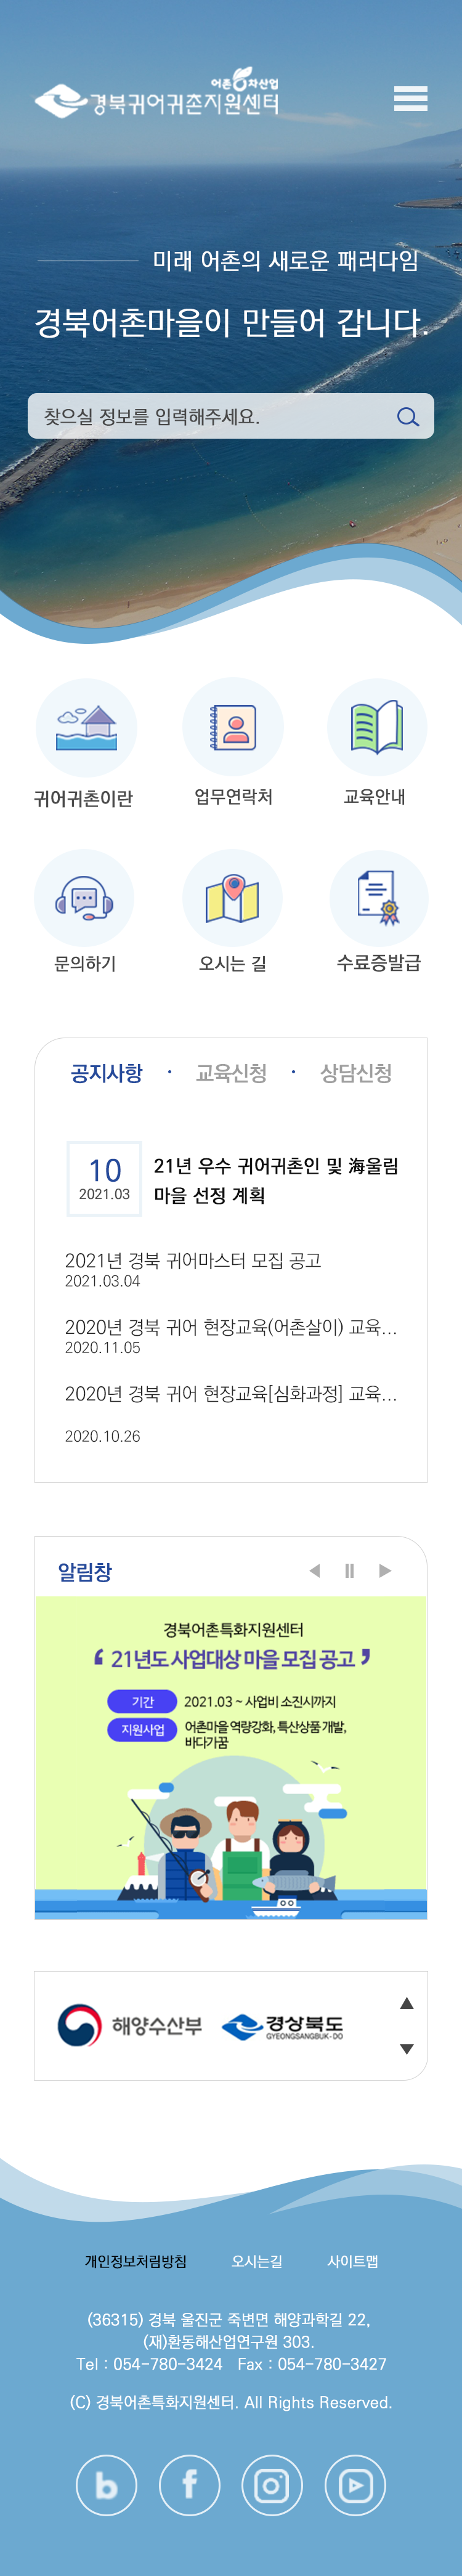 어촌6차산업
경북귀어귀촌지원센터
미래 어촌의 새로운 패러다임
경북어촌마을이 만들어 갑니다.
찾으실 정보를 입력해주세요.
귀어귀촌이란
업무연락처
교육안내
문의하기
오시는 길
수료증발급
공지사항 · 교육신청 · 상담신청
10
2021.03
21년 우수 귀어귀촌인 및 海울림
마을 선정 계획
2021년 경북 귀어마스터 모집 공고
2021.03.04
2020년 경북 귀어 현장교육(어촌살이) 교육...
2020.11.05
2020년 경북 귀어 현장교육[심화과정] 교육...
2020.10.26
알림창
경북어촌특화지원센터
‘ 21년도 사업대상 마을 모집 공고 ’
기간 2021.03 ~ 사업비 소진시까지
지원사업 어촌마을 역량강화, 특산상품 개발,
바다가꿈
해양수산부
경상북도
GYEONGSANGBUK-DO
개인정보처림방침 오시는길 사이트맵
(36315) 경북 울진군 죽변면 해양과학길 22,
(재)환동해산업연구원 303.
Tel : 054-780-3424 Fax : 054-780-3427
(C) 경북어촌특화지원센터. All Rights Reserved.